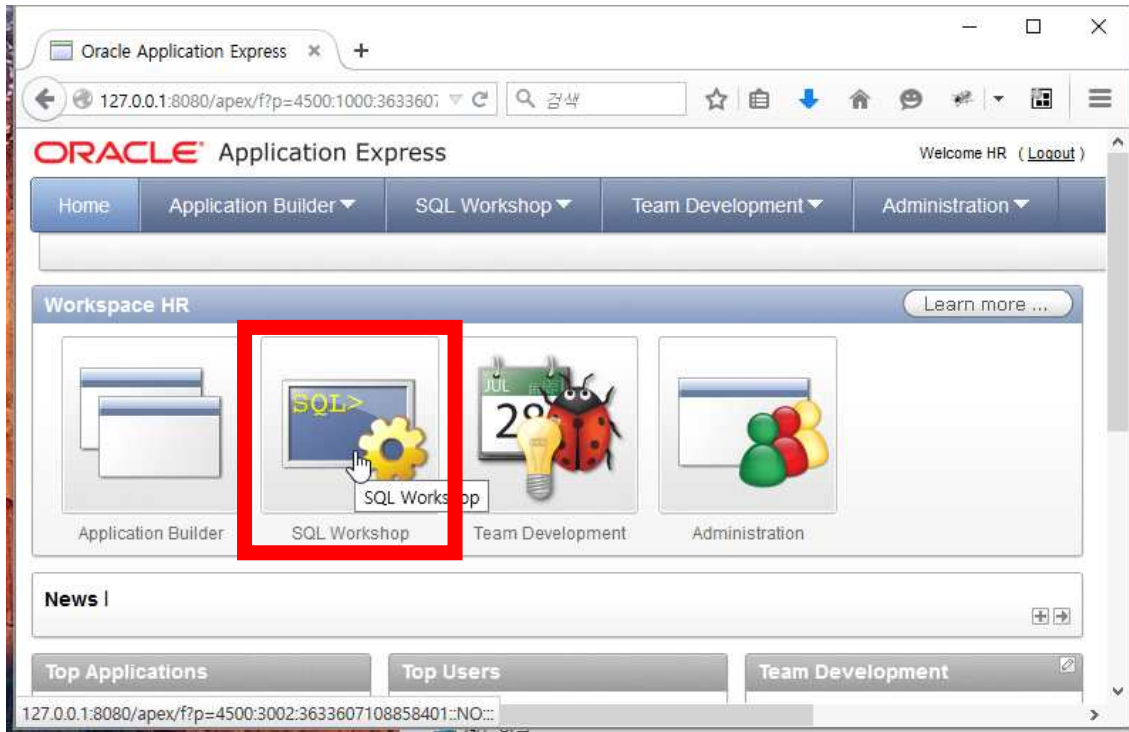 Oracle Application Express
127.0.0.1:8080/apex/f?p=4500:1000:3633607
검색
ORACLE Application Express
Welcome HR ( Logout )
Home Application Builder SQL Workshop Team Development Administration
Workspace HR
Learn more ...
SQL>
JUL
28
SQL Workshop
Application Builder SQL Workshop Team Development Administration
News
Top Applications Top Users Team Development
127.0.0.1:8080/apex/f?p=4500:3002:3633607108858401::NO:::